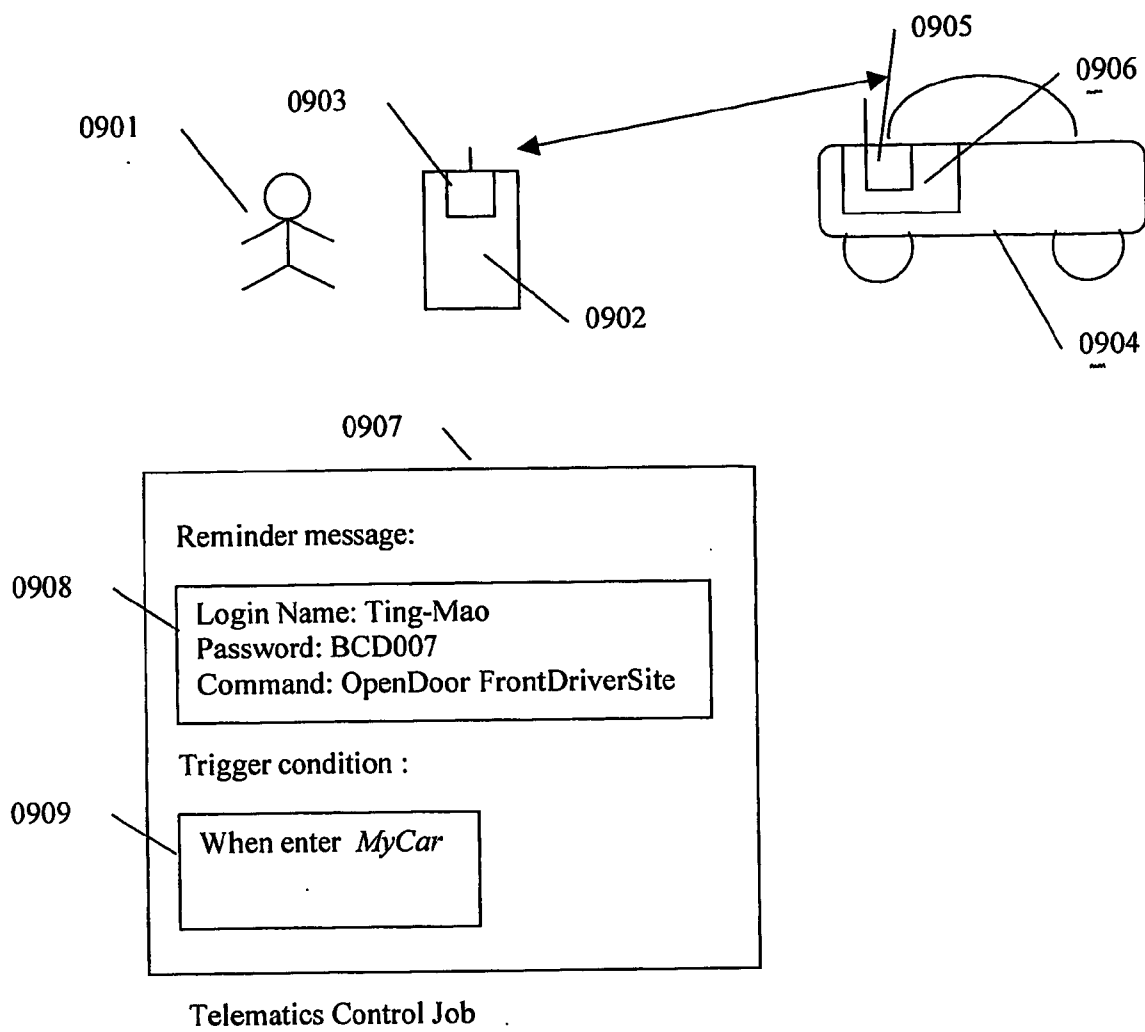 0905
0906
0903
0901
0902
0904
0907
Reminder message:
0908
Login Name: Ting-Mao
Password: BCD007
Command: OpenDoor FrontDriverSite
Trigger condition :
0909
When enter MyCar
Telematics Control Job